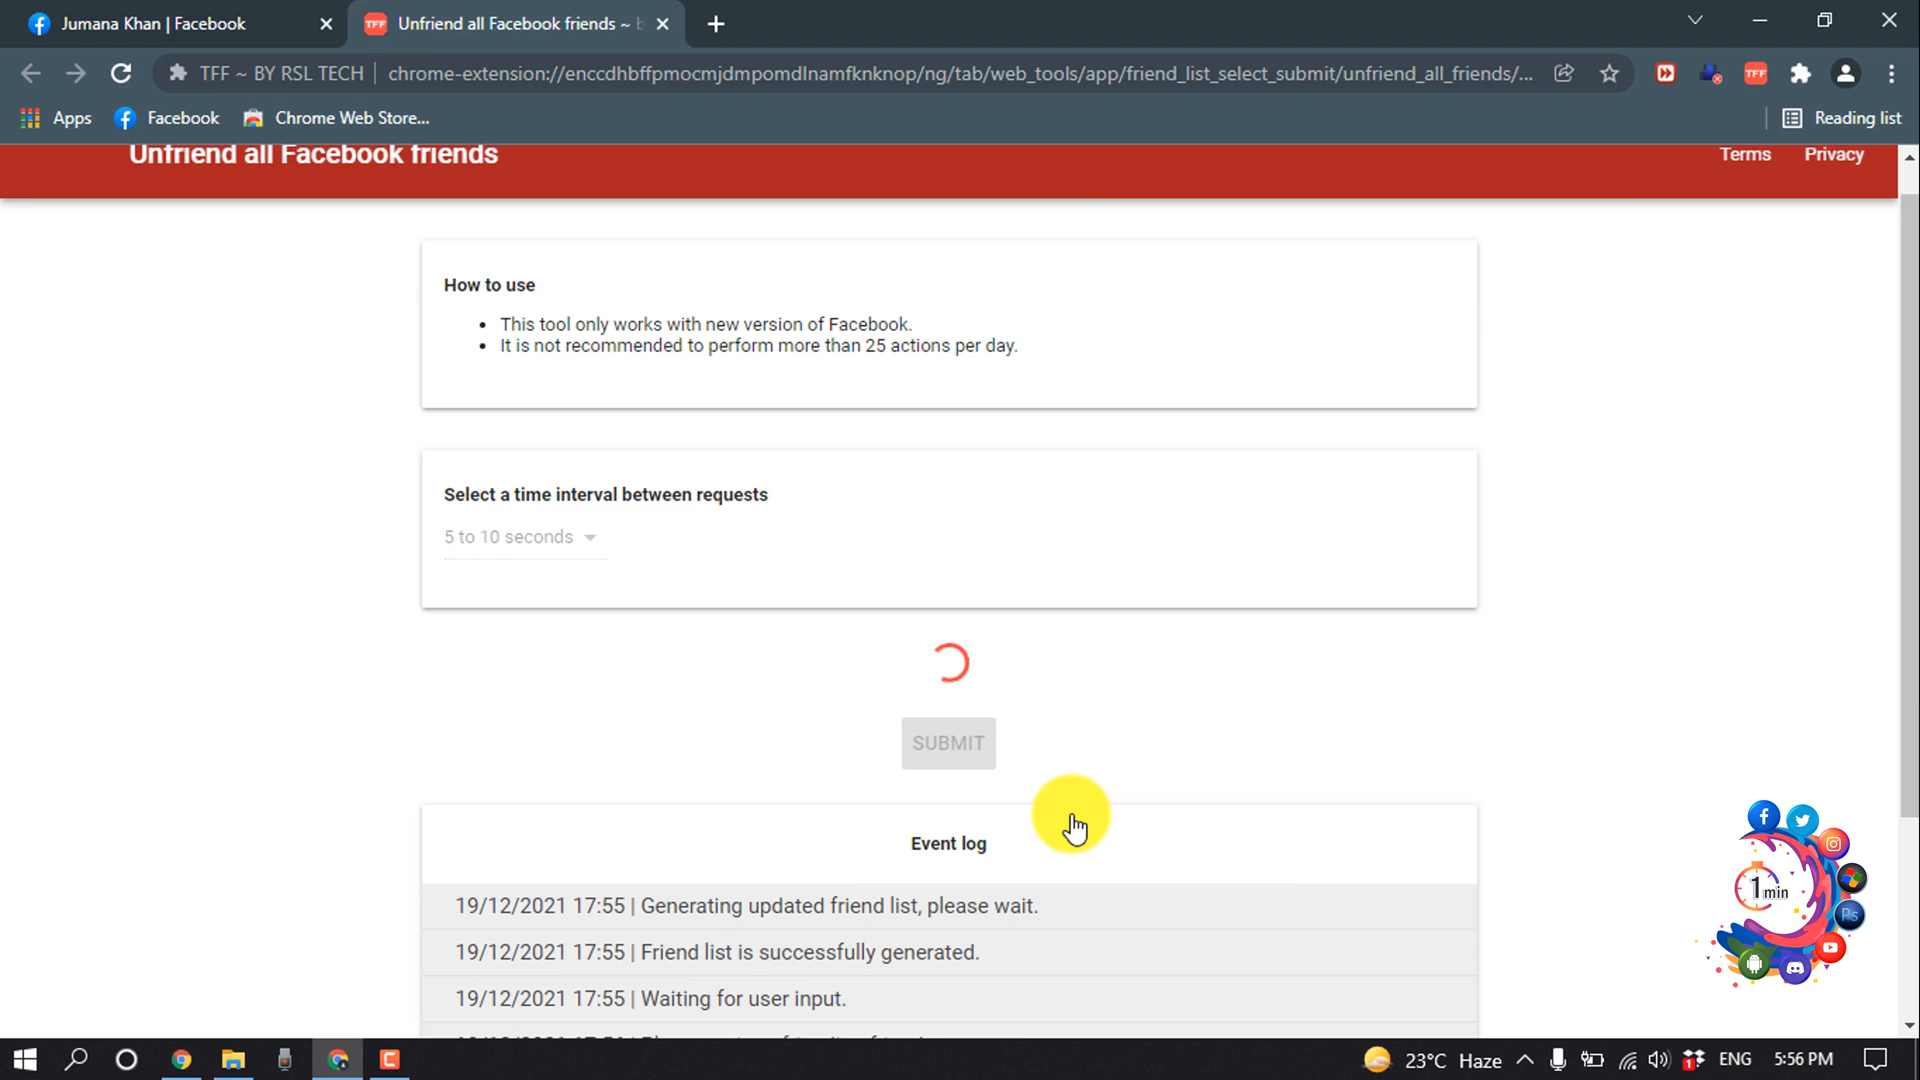 Jumana Khan | Facebook
TFF
Unfriend all Facebook friends ~
TFF ~ BY RSL TECH
chrome-extension://enccdhbffpmocmjdmpomdlnamfknknop/ng/tab/web_tools/app/friend_list_select_submit/unfriend_all_friends/...
TFF
Apps
Facebook
Chrome Web Store...
Reading list
Unfriend all Facebook friends
Terms
Privacy
How to use
• This tool only works with new version of Facebook.
• It is not recommended to perform more than 25 actions per day.
Select a time interval between requests
5 to 10 seconds
SUBMIT
Event log
19/12/2021 17:55 | Generating updated friend list, please wait.
19/12/2021 17:55 | Friend list is successfully generated.
19/12/2021 17:55 | Waiting for user input.
1 min
Ps
23°C Haze
1
ENG
5:56 PM